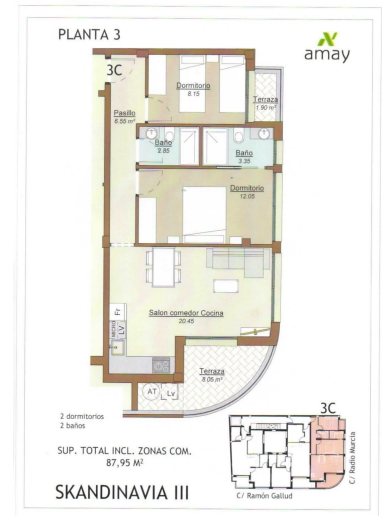 PLANTA 3
amay
3C
Dormitorio
8.15
Terraza
1.90 m²
Pasillo
6.55 m²
Baño
2.85
Baño
3.35
Dormitorio
12.05
Fr
MICRO
LV
Salon comedor Cocina
20.45
Terraza
8.05 m²
AT
Lv
2 dormitorios
2 baños
3C
SUP. TOTAL INCL. ZONAS COM.
87,95 M²
C/ Radio Murcia
C/ Ramón Gallud
SKANDINAVIA III